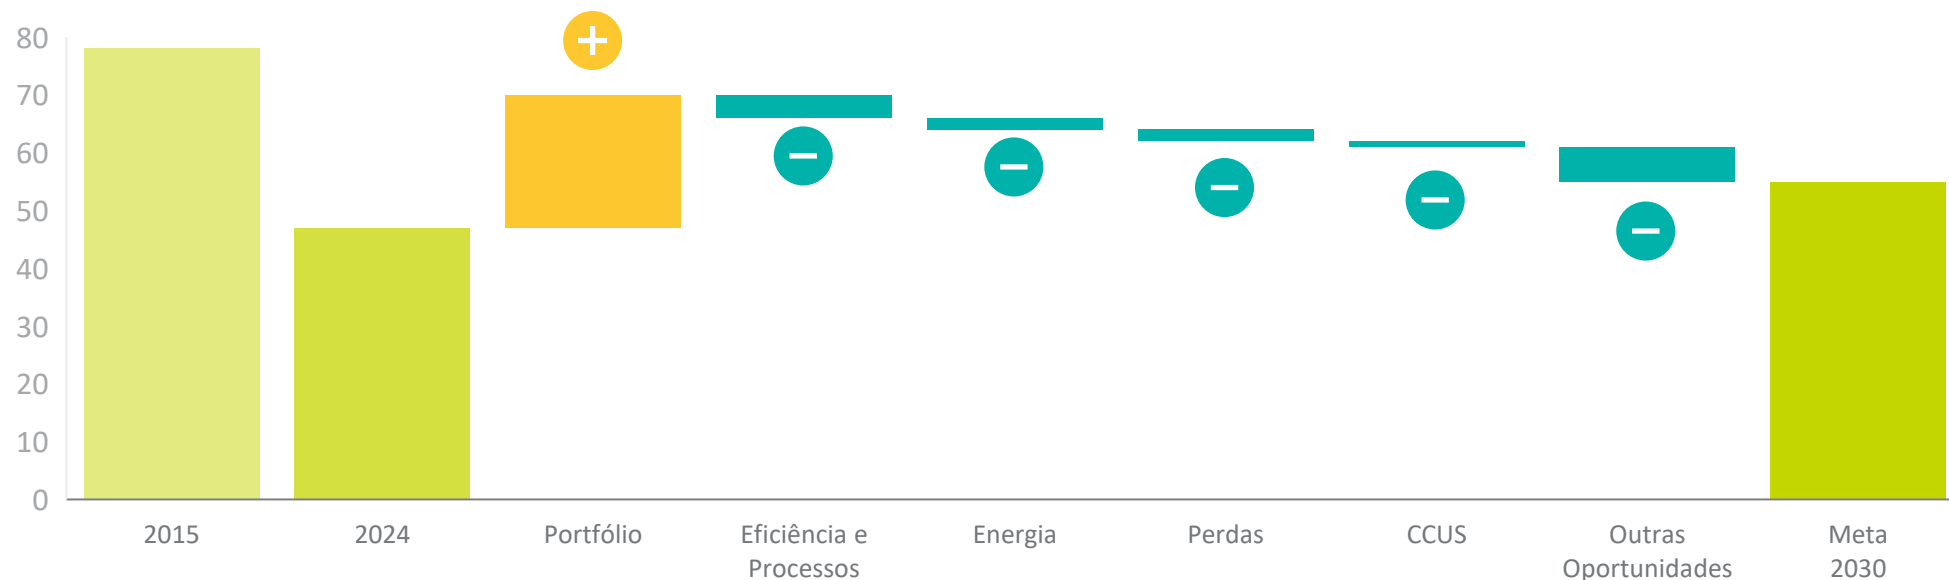 80
70
60
50
40
30
20
10
0
+
−
−
−
−
−
2015
2024
Portfólio
Eficiência e
Processos
Energia
Perdas
CCUS
Outras
Oportunidades
Meta
2030